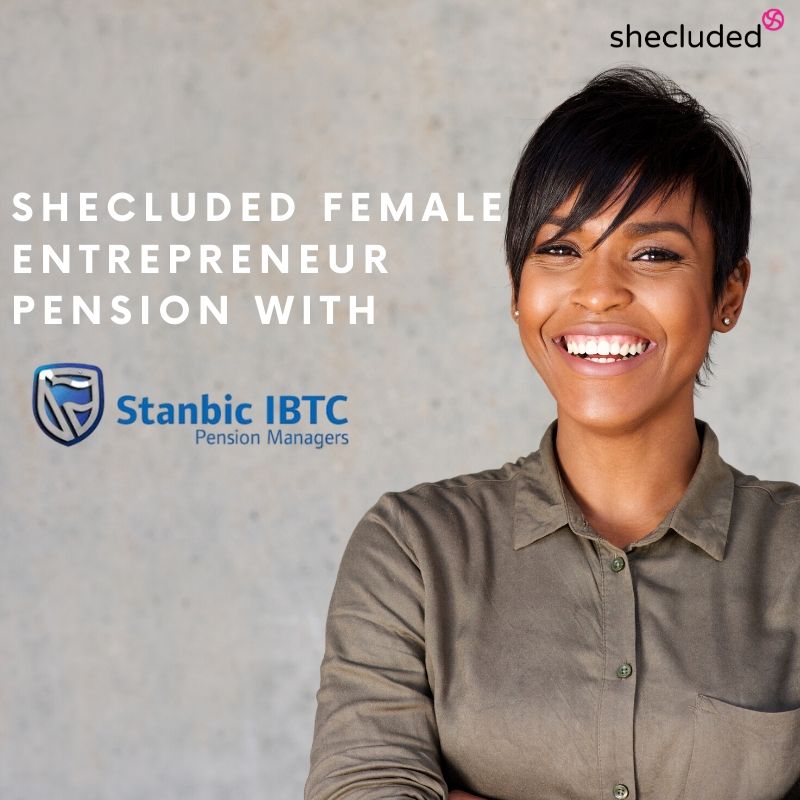 shecluded
SHECLUDED FEMALE
ENTREPRENEUR
PENSION WITH
Stanbic IBTC
Pension Managers